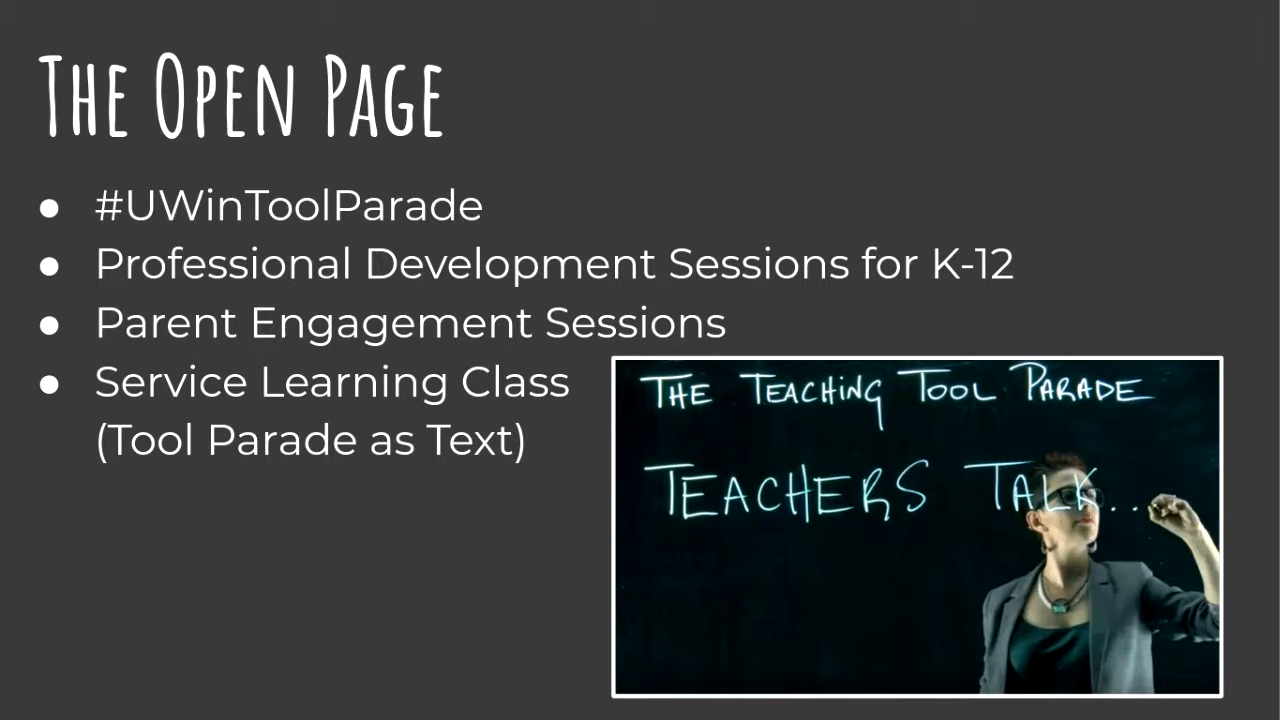 The Open Page
● #UWinToolParade
● Professional Development Sessions for K-12
● Parent Engagement Sessions
● Service Learning Class
(Tool Parade as Text)
THE TEACHING TOOL PARADE
TEACHERS TALK...